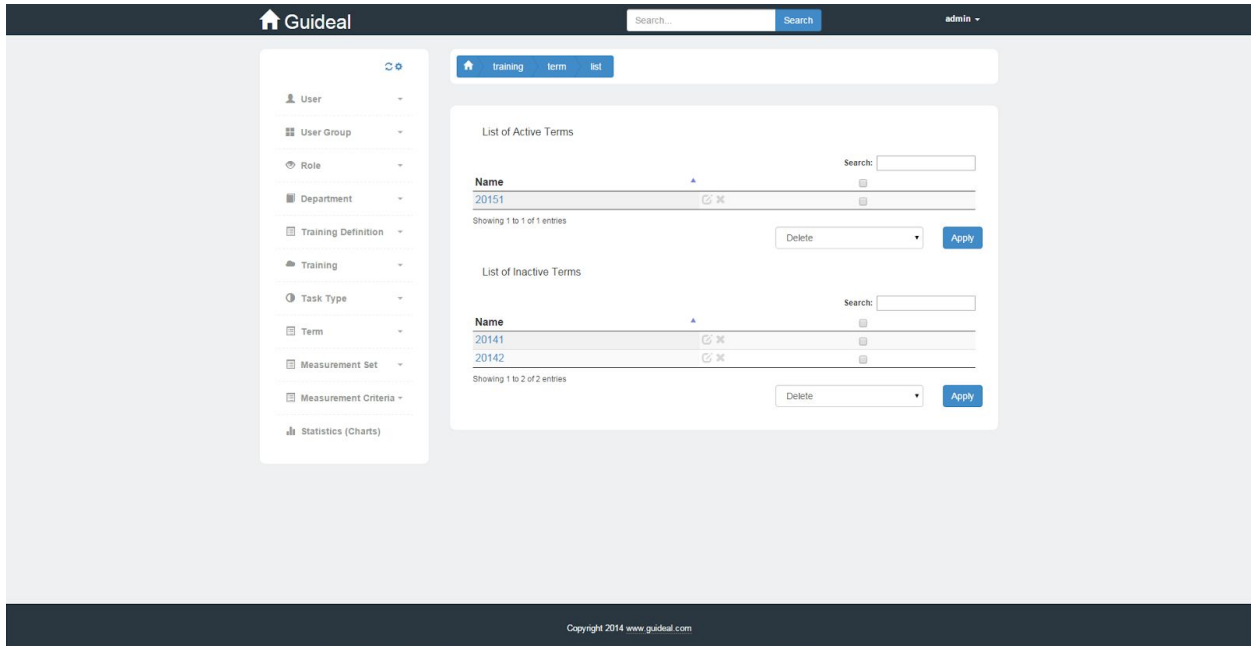 Guideal
Search...
Search
admin
training term list
User
User Group
Role
Department
Training Definition
Training
Task Type
Term
Measurement Set
Measurement Criteria
Statistics (Charts)
List of Active Terms
Search:
Name
20151
Showing 1 to 1 of 1 entries
Delete
Apply
List of Inactive Terms
Search:
Name
20141
20142
Showing 1 to 2 of 2 entries
Delete
Apply
Copyright 2014 www.guideal.com